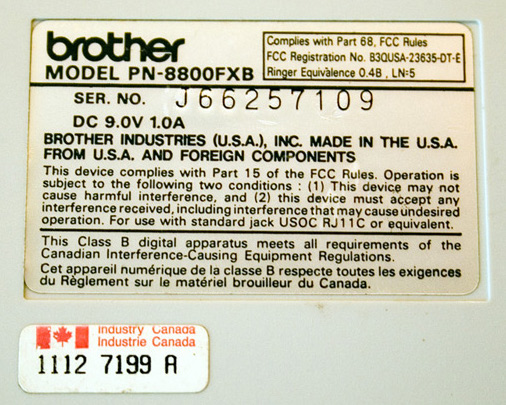 brother
MODEL PN-8800FXB
Complies with Part 68, FCC Rules
FCC Registration No. B3QUSA-23635-DT-E
Ringer Equivalence 0.4B , LN=5
SER. NO. J66257109
DC 9.0V 1.0A
BROTHER INDUSTRIES (U.S.A.), INC. MADE IN THE U.S.A.
FROM U.S.A. AND FOREIGN COMPONENTS
This device complies with Part 15 of the FCC Rules. Operation is
subject to the following two conditions : (1) This device may not
cause harmful interference, and (2) this device must accept any
interference received, including interference that may cause undesired
operation. For use with standard jack USOC RJ11C or equivalent.
This Class B digital apparatus meets all requirements of the
Canadian Interference-Causing Equipment Regulations.
Cet appareil numérique de la classe B respecte toutes les exigences
du Règlement sur le matériel brouilleur du Canada.
Industry Canada
Industrie Canada
1112 7199 A